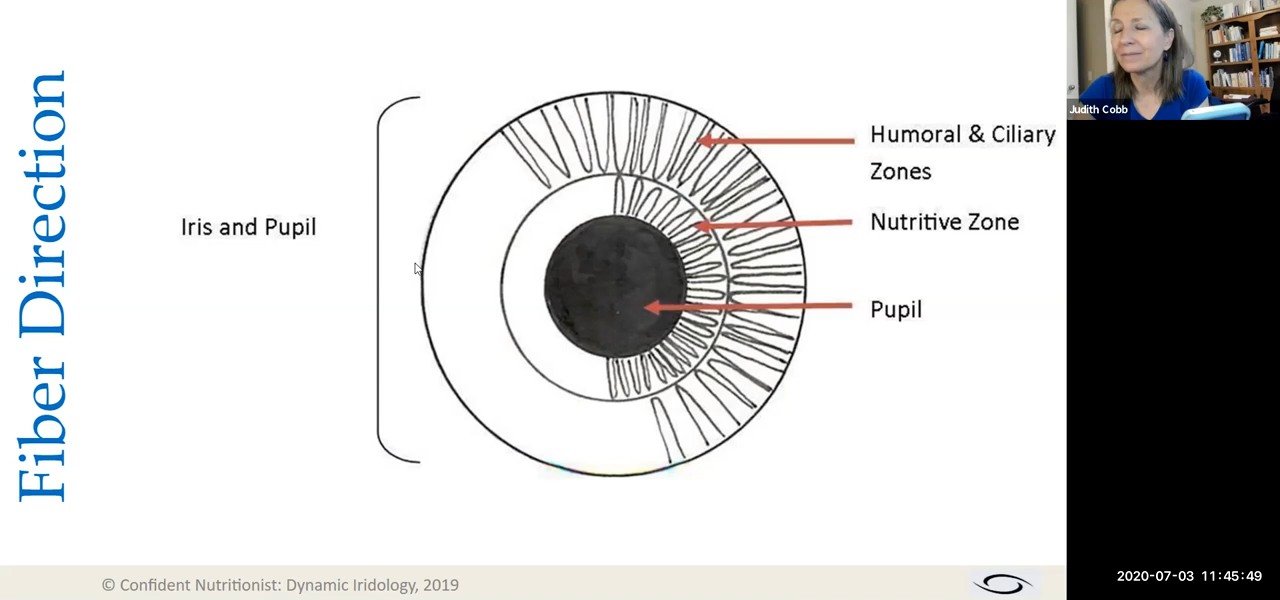 Fiber Direction
Iris and Pupil
Humoral & Ciliary
Zones
Nutritive Zone
Pupil
© Confident Nutritionist: Dynamic Iridology, 2019
Judith Cobb
2020-07-03 11:45:49